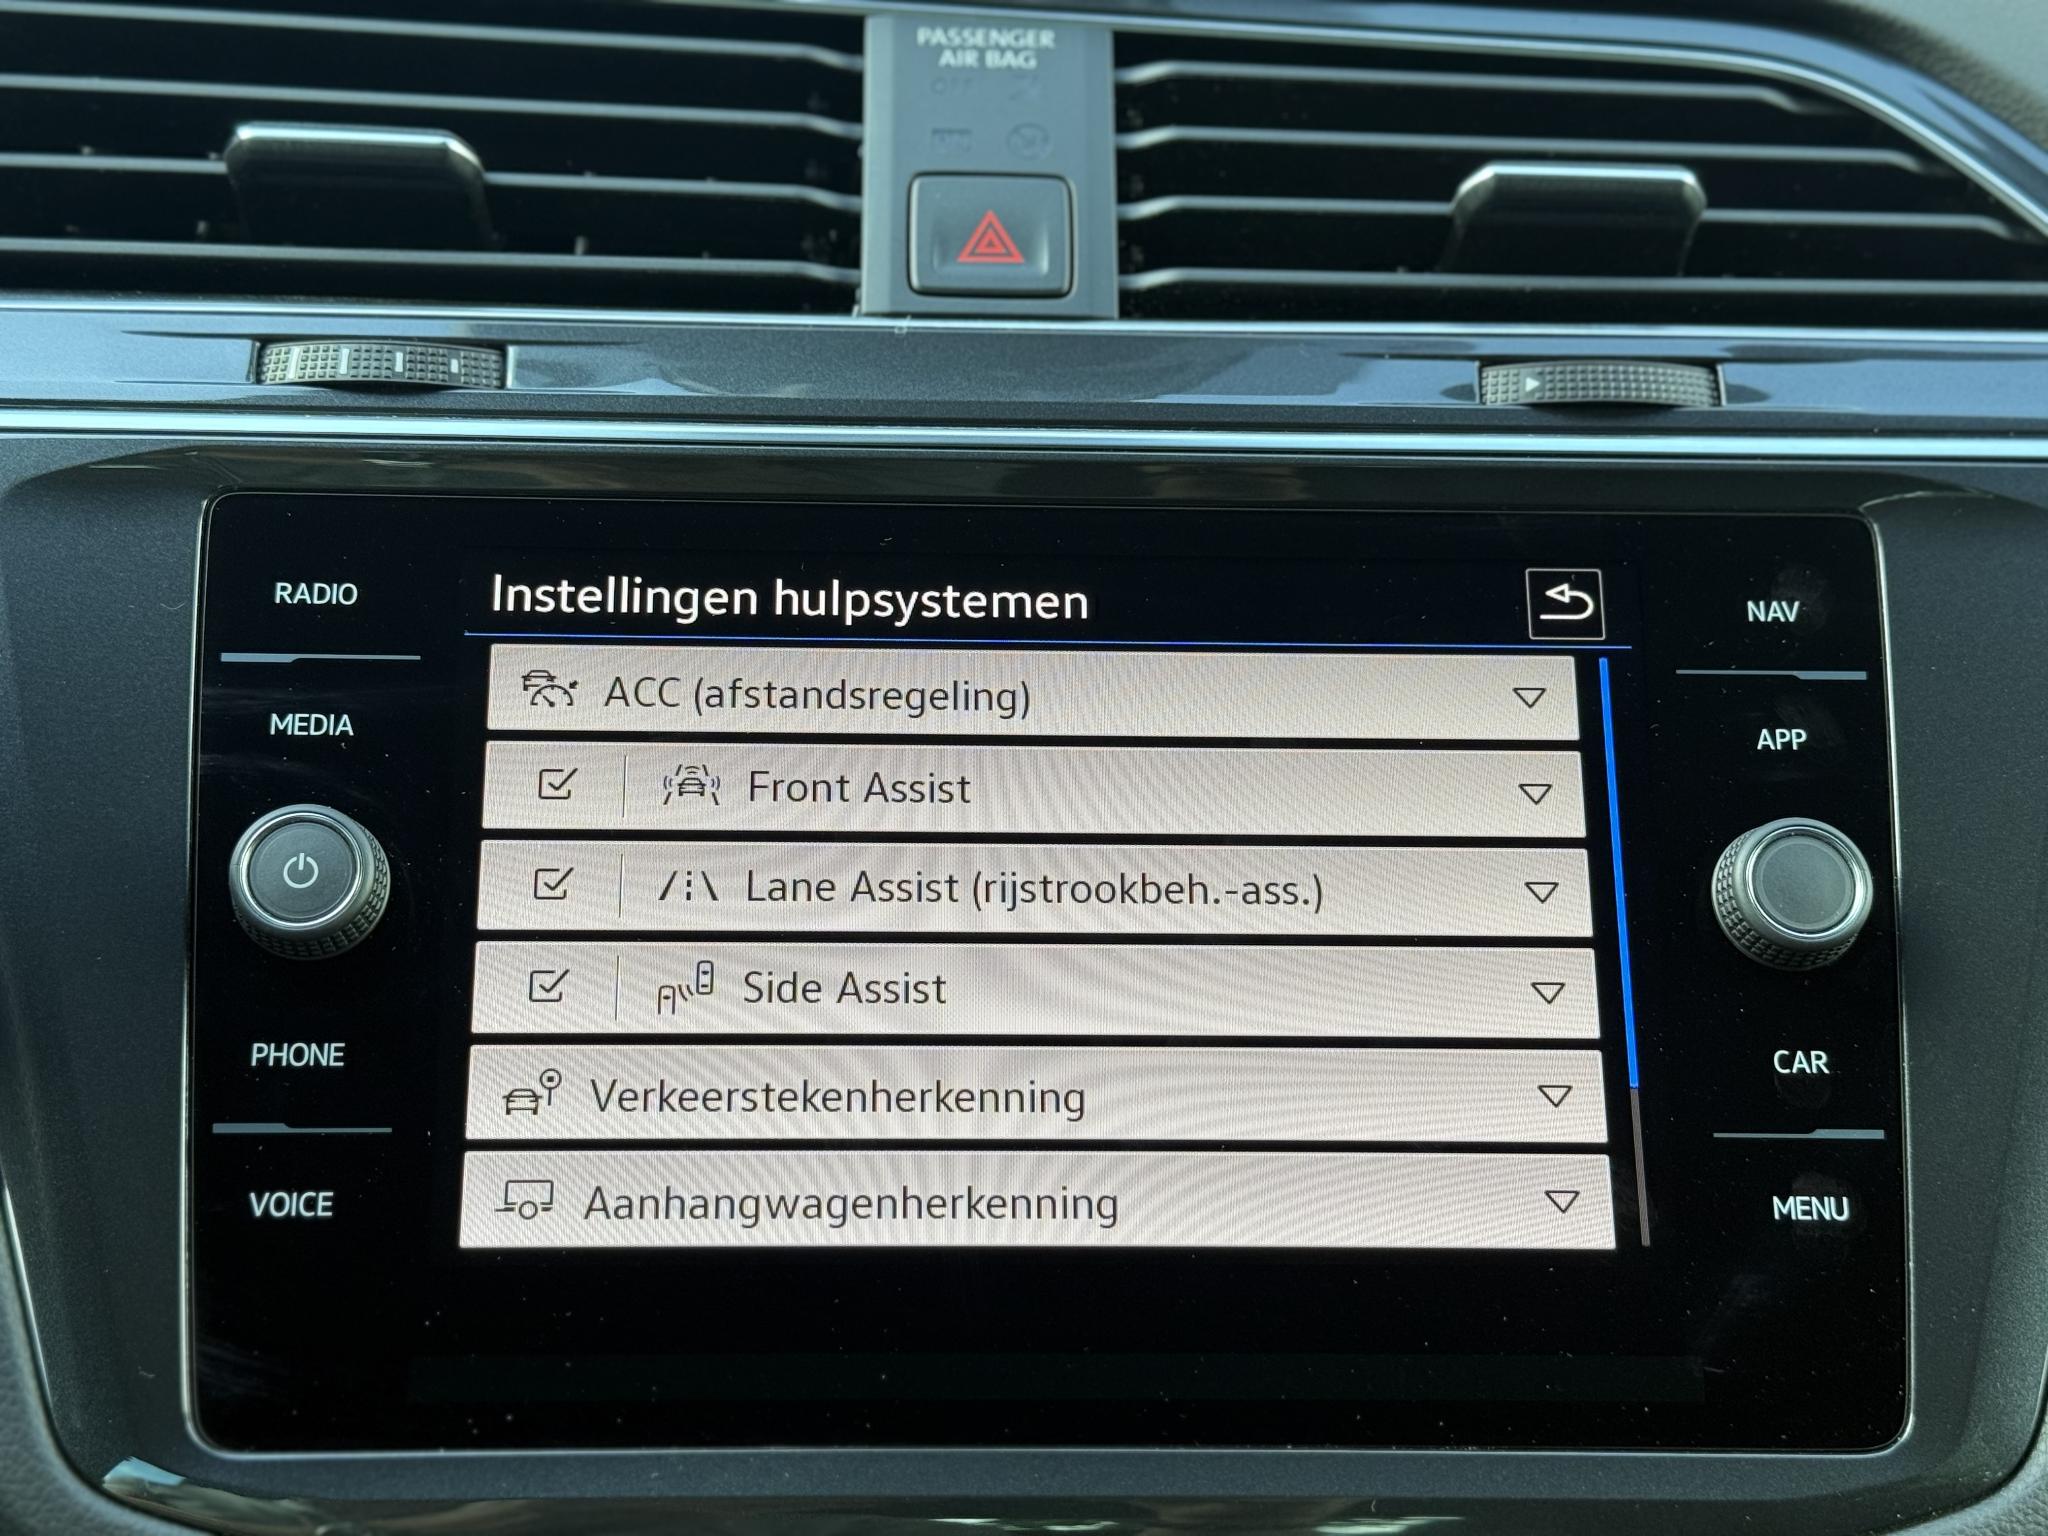 PASSENGER
AIR BAG
OFF
RADIO
MEDIA
PHONE
VOICE
Instellingen hulpsystemen
ACC (afstandsregeling)
Front Assist
Lane Assist (rijstrookbeh.-ass.)
Side Assist
Verkeerstekenherkenning
Aanhangwagenherkenning
NAV
APP
CAR
MENU